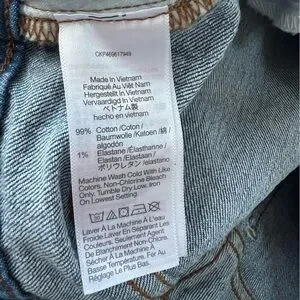 CKP469617949
Made In Vietnam
Fabriqué Au Viêt Nam
Hergestellt In Vietnam
Vervaardigd In Vietnam
ベトナム製
hecho en vietnam
99% Cotton/Coton/
Baumwolle/Katoen/綿/
algodón
1% Elastane/Élasthanne/
Elastan/Elastaan/
ポリウレタン/elastano
Machine Wash Cold With Like
Colors, Non-Chlorine Bleach
Only, Tumble Dry Low, Iron
On Lowest Setting.
Laver À La Machine À L'eau
Froide Laver En Séparant Les
Couleurs, Seulement Agent
De Blanchiment Non-Chloré,
Sécher À La Machine À
Basse Température, Fer Au
Réglage Le Plus Bas.